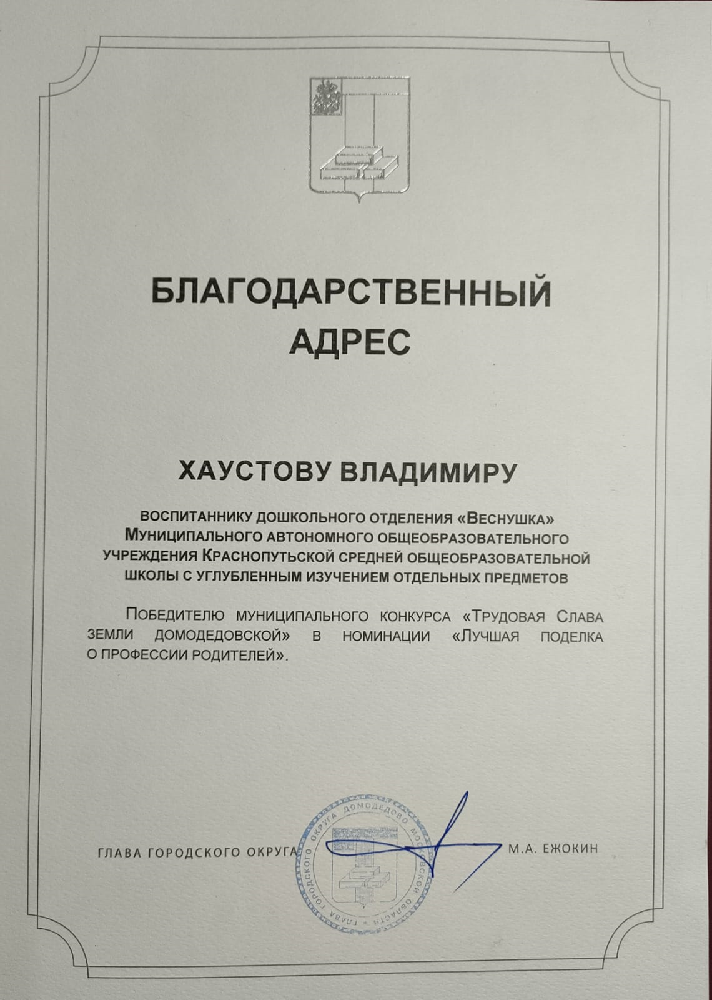 БЛАГОДАРСТВЕННЫЙ
АДРЕС
ХАУСТОВУ ВЛАДИМИРУ
ВОСПИТАННИКУ ДОШКОЛЬНОГО ОТДЕЛЕНИЯ «ВЕСНУШКА»
МУНИЦИПАЛЬНОГО АВТОНОМНОГО ОБЩЕОБРАЗОВАТЕЛЬНОГО
УЧРЕЖДЕНИЯ КРАСНОПУТЬСКОЙ СРЕДНЕЙ ОБЩЕОБРАЗОВАТЕЛЬНОЙ
ШКОЛЫ С УГЛУБЛЕННЫМ ИЗУЧЕНИЕМ ОТДЕЛЬНЫХ ПРЕДМЕТОВ
ПОБЕДИТЕЛЮ МУНИЦИПАЛЬНОГО КОНКУРСА «ТРУДОВАЯ СЛАВА
ЗЕМЛИ ДОМОДЕДОВСКОЙ» В НОМИНАЦИИ «ЛУЧШАЯ ПОДЕЛКА
О ПРОФЕССИИ РОДИТЕЛЕЙ».
ГЛАВА ГОРОДСКОГО ОКРУГА
М.А. ЕЖОКИН
ГЛАВА ГОРОДСКОГО ОКРУГА ДОМОДЕДОВО МОСКОВСКОЙ ОБЛАСТИ